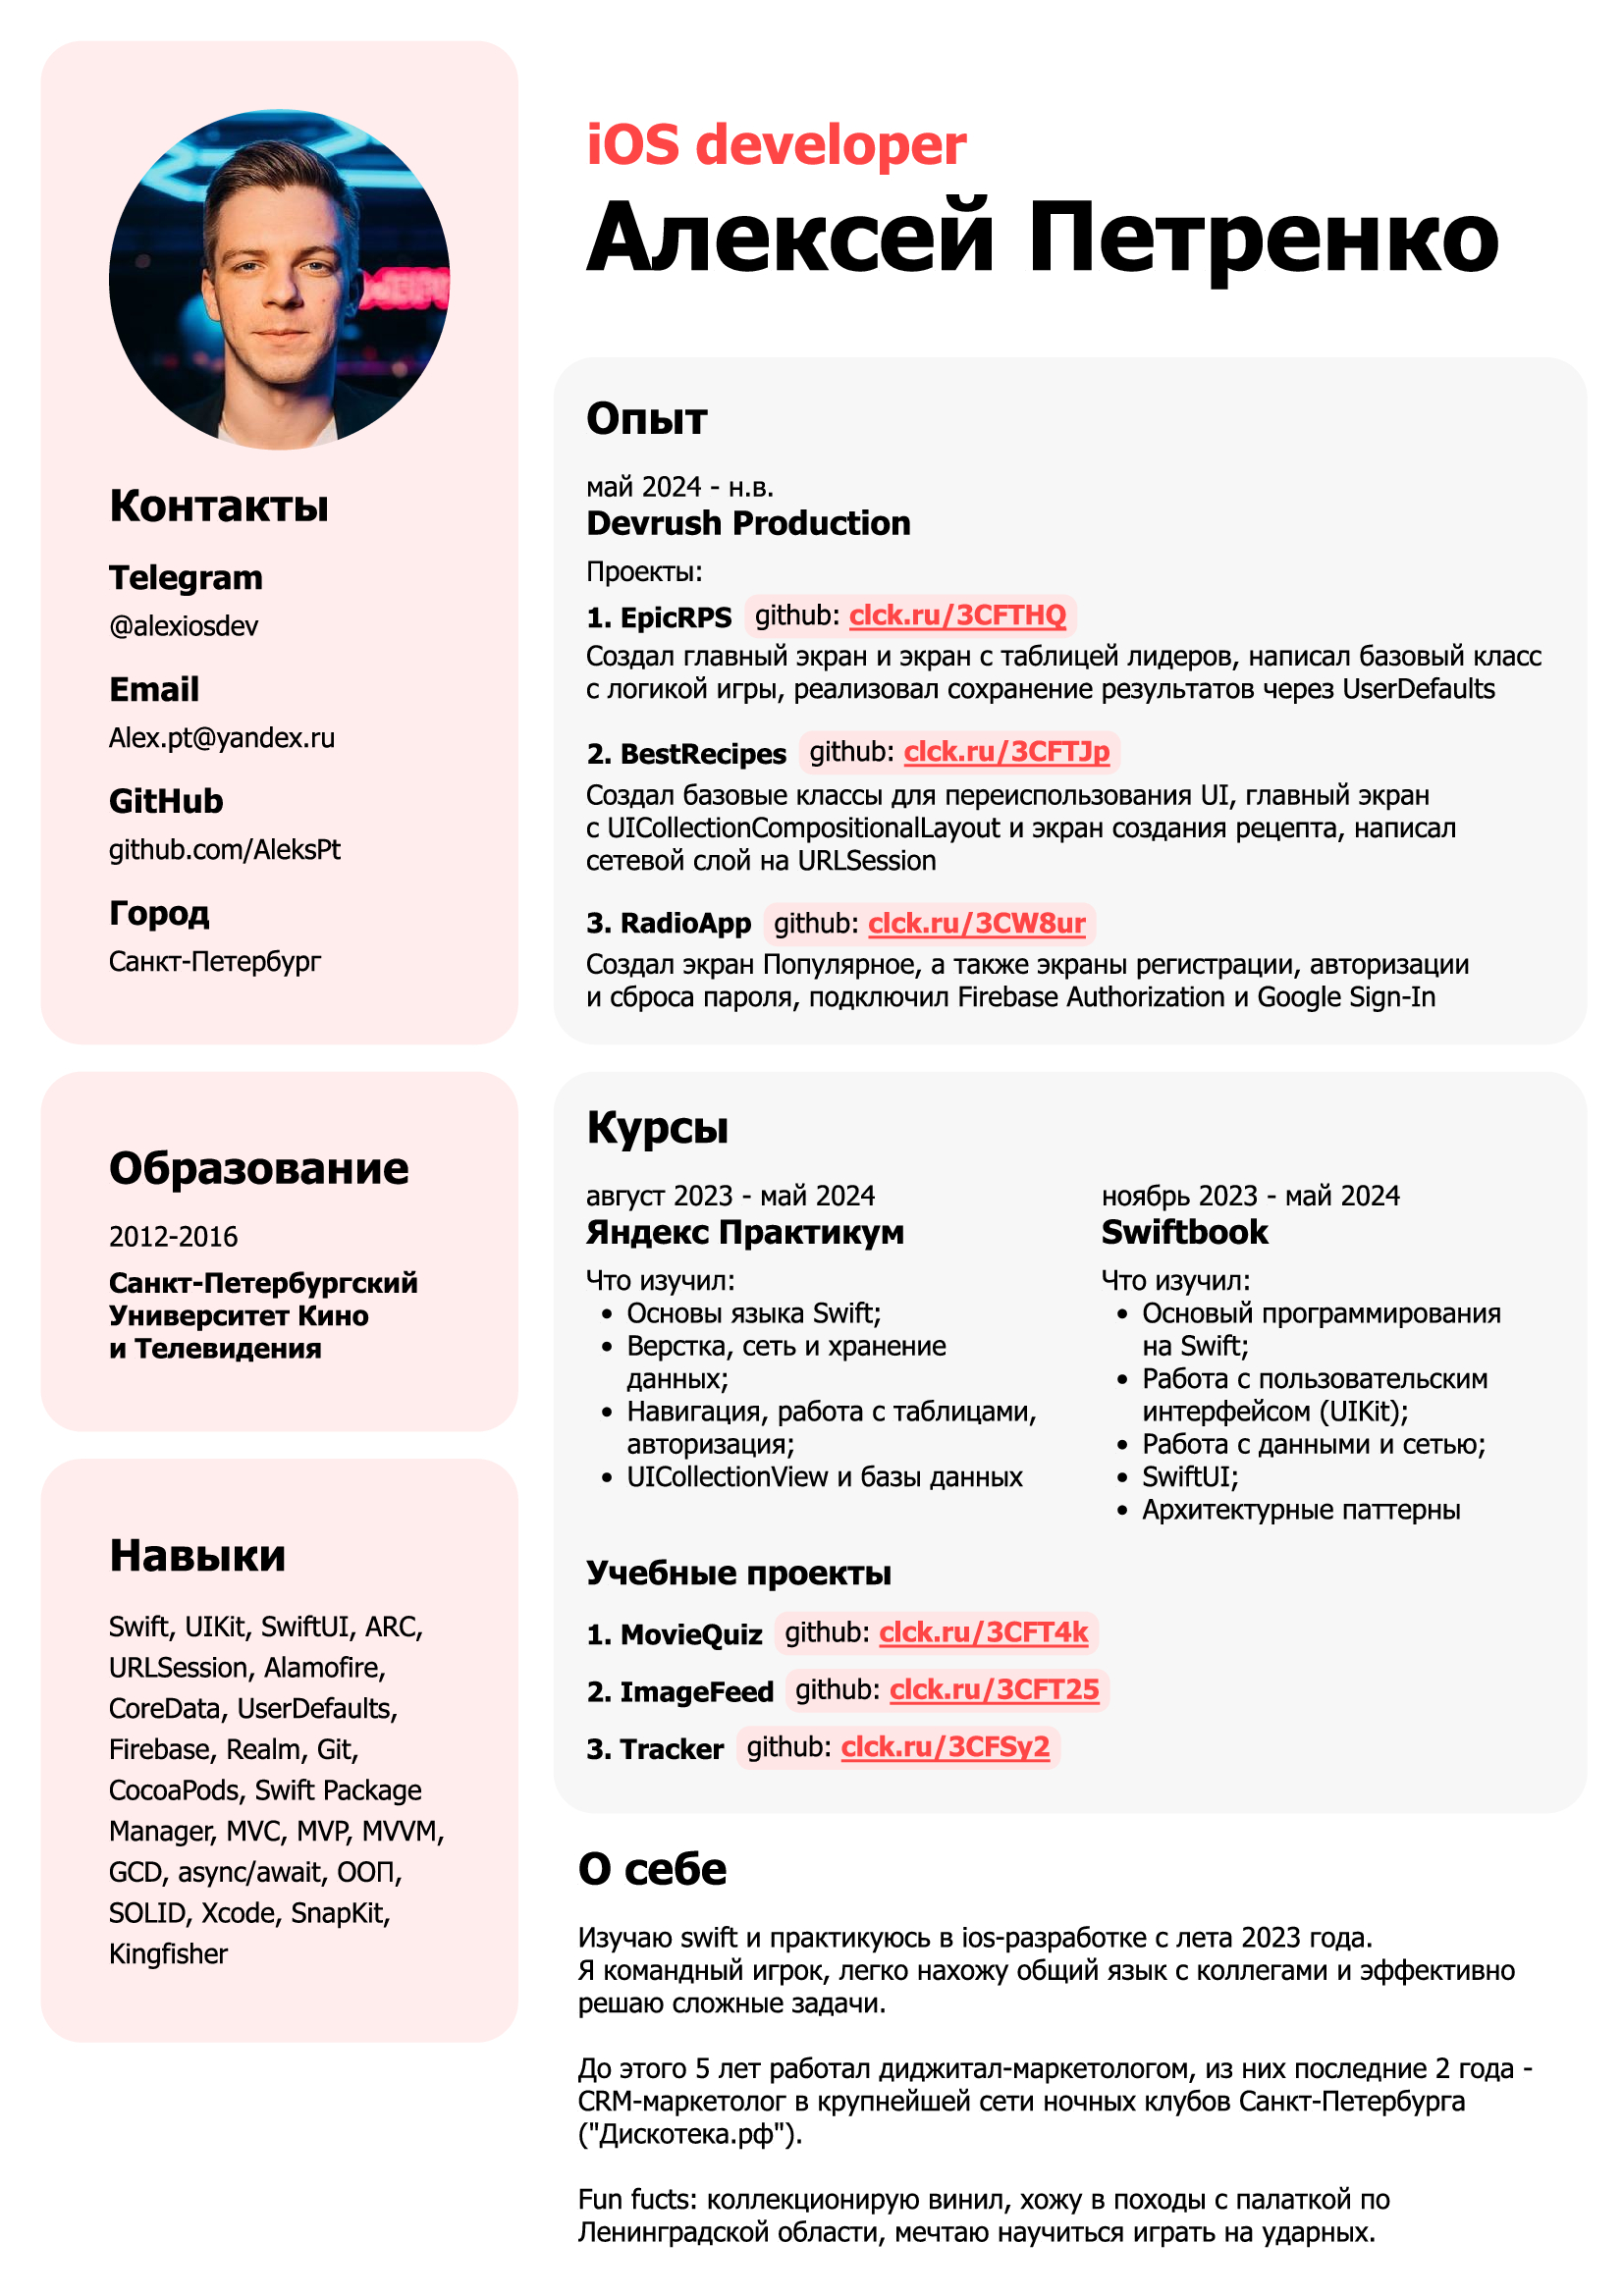 iOS developer
Алексей Петренко
Контакты
Telegram
@alexiosdev
Email
Alex.pt@yandex.ru
GitHub
github.com/AleksPt
Город
Санкт-Петербург
Образование
2012-2016
Санкт-Петербургский
Университет Кино
и Телевидения
Навыки
Swift, UIKit, SwiftUI, ARC,
URLSession, Alamofire,
CoreData, UserDefaults,
Firebase, Realm, Git,
CocoaPods, Swift Package
Manager, MVC, MVP, MVVM,
GCD, async/await, ООП,
SOLID, Xcode, SnapKit,
Kingfisher
Опыт
май 2024 - н.в.
Devrush Production
Проекты:
1. EpicRPS github: clck.ru/3CFTHQ
Создал главный экран и экран с таблицей лидеров, написал базовый класс
с логикой игры, реализовал сохранение результатов через UserDefaults
2. BestRecipes github: clck.ru/3CFTJp
Создал базовые классы для переиспользования UI, главный экран
с UICollectionCompositionalLayout и экран создания рецепта, написал
сетевой слой на URLSession
3. RadioApp github: clck.ru/3CW8ur
Создал экран Популярное, а также экраны регистрации, авторизации
и сброса пароля, подключил Firebase Authorization и Google Sign-In
Курсы
август 2023 - май 2024
Яндекс Практикум
Что изучил:
• Основы языка Swift;
• Верстка, сеть и хранение
данных;
• Навигация, работа с таблицами,
авторизация;
• UICollectionView и базы данных
ноябрь 2023 - май 2024
Swiftbook
Что изучил:
• Основый программирования
на Swift;
• Работа с пользовательским
интерфейсом (UIKit);
• Работа с данными и сетью;
• SwiftUI;
• Архитектурные паттерны
Учебные проекты
1. MovieQuiz github: clck.ru/3CFT4k
2. ImageFeed github: clck.ru/3CFT25
3. Tracker github: clck.ru/3CFSy2
О себе
Изучаю swift и практикуюсь в ios-разработке с лета 2023 года.
Я командный игрок, легко нахожу общий язык с коллегами и эффективно
решаю сложные задачи.
До этого 5 лет работал диджитал-маркетологом, из них последние 2 года -
CRM-маркетолог в крупнейшей сети ночных клубов Санкт-Петербурга
("Дискотека.рф").
Fun fucts: коллекционирую винил, хожу в походы с палаткой по
Ленинградской области, мечтаю научиться играть на ударных.